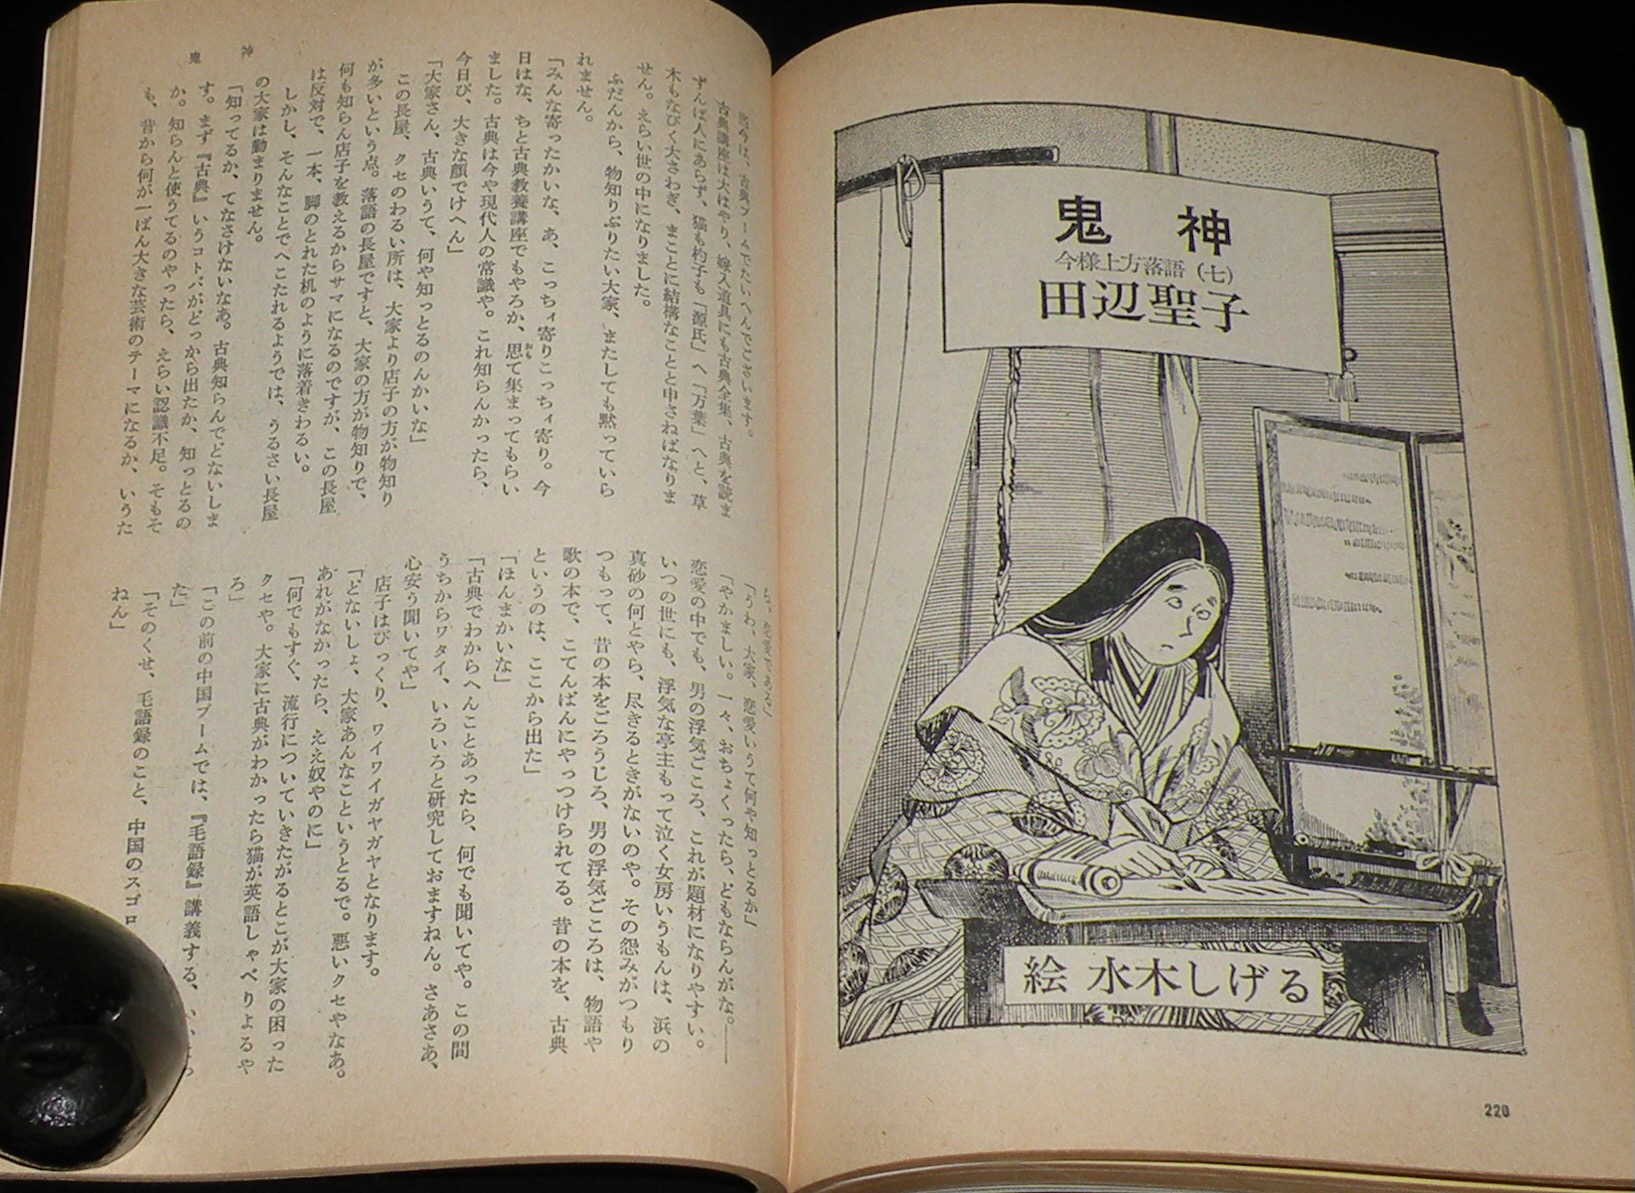 鬼神
今様上方落語(七)
田辺聖子
絵 水木しげる
220
鬼神
当今は、古典ブームでたいへんでございます。
古典講座は大はやり、嫁入道具にも古典全集、古典を読ま
ずんば人にあらず、猫も杓子も「源氏」へ「万葉」へと、草
木もなびく大さわぎ、まことに結構なことと申さねばなりま
せん。えらい世の中になりました。
ふだんから、物知りぶりたい大家、またしても黙っていら
れません。
「みんな寄ったかいな、あ、こっちィ寄りこっちィ寄り。今
日はな、ちと古典教養講座でもやろか、思て集まってもらい
ました。古典は今や現代人の常識や。これ知らんかったら、
今日び、大きな顔でけへん」
「大家さん、古典いうて、何や知っとるのんかいな」
この長屋、クセのわるい所は、大家より店子の方が物知り
が多いという点。落語の長屋ですと、大家の方が物知りで、
何も知らん店子を教えるからサマになるのですが、この長屋
は反対で、一本、脚のとれた机のように落着きわるい。
しかし、そんなことでへこたれるようでは、うるさい長屋
の大家は勤まりません。
「知ってるか、てなさけないなあ。古典知らんでどないしま
す。まず『古典』いうコトバがどっから出たか、知っとるの
か。知らんと使うてるのやったら、えらい認識不足。そもそ
も、昔から何が一ばん大きな芸術のテーマになるか、いうた
ら、恋愛である」
「うわ、大家、恋愛いうて何や知っとるか」
「やかましい。一々、おちょくったら、どもならんがな。――
恋愛の中でも、男の浮気ごころ、これが題材になりやすい。
いつの世にも、浮気な亭主もって泣く女房いうもんは、浜の
真砂の何とやら、尽きるときがないのや。その怨みがつもり
つもって、昔の本をごろうじろ、男の浮気ごころは、物語や
歌の本で、こてんぱんにやっつけられてる。昔の本を、古典
というのは、ここから出た」
「ほんまかいな」
「古典でわからへんことあったら、何でも聞いてや。この間
うちからワタイ、いろいろと研究しておますねん。さあさあ、
心安う聞いてや」
店子はびっくり、ワイワイガヤガヤとなります。
「どないしょ、大家あんなこというとるで。悪いクセやなあ。
あれがなかったら、ええ奴やのに」
「何でもすぐ、流行についていきたがるとこが大家の困った
クセや。大家に古典がわかったら猫が英語しゃべりよるや
ろ」
「この前の中国ブームでは、『毛語録』講義する、
た」
「そのくせ、毛語録のこと、中国のスゴロ
ねん」